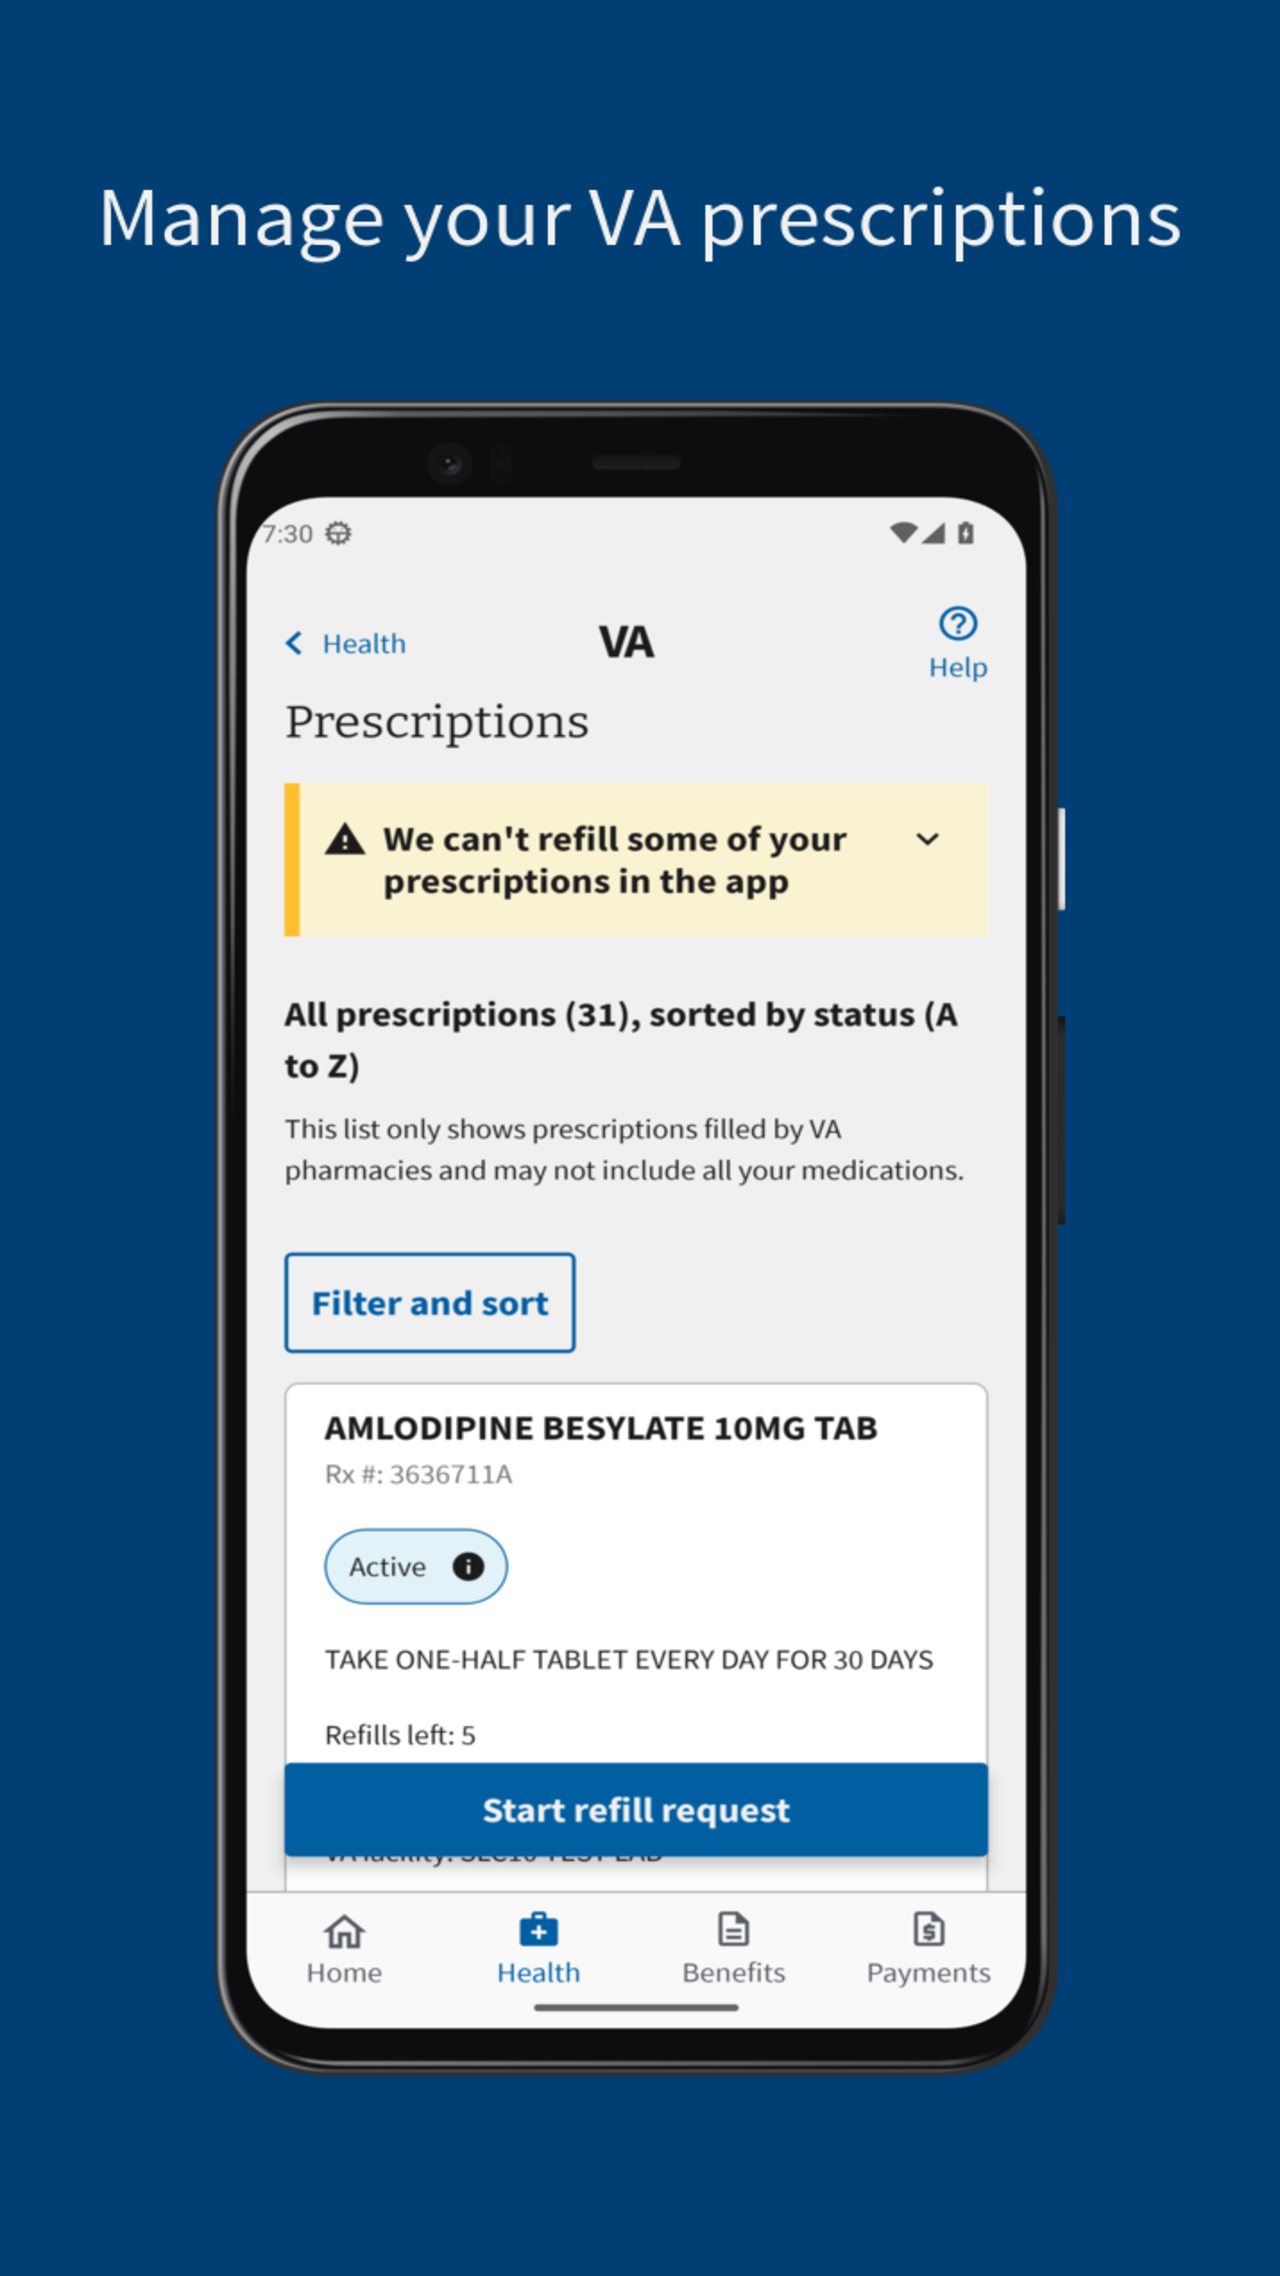 Manage your VA prescriptions
7:30
Health
VA
Help
Prescriptions
We can't refill some of your
prescriptions in the app
All prescriptions (31), sorted by status (A
to Z)
This list only shows prescriptions filled by VA
pharmacies and may not include all your medications.
Filter and sort
AMLODIPINE BESYLATE 10MG TAB
Rx #: 3636711A
Active
TAKE ONE-HALF TABLET EVERY DAY FOR 30 DAYS
Refills left: 5
Start refill request
Home
Health
Benefits
Payments